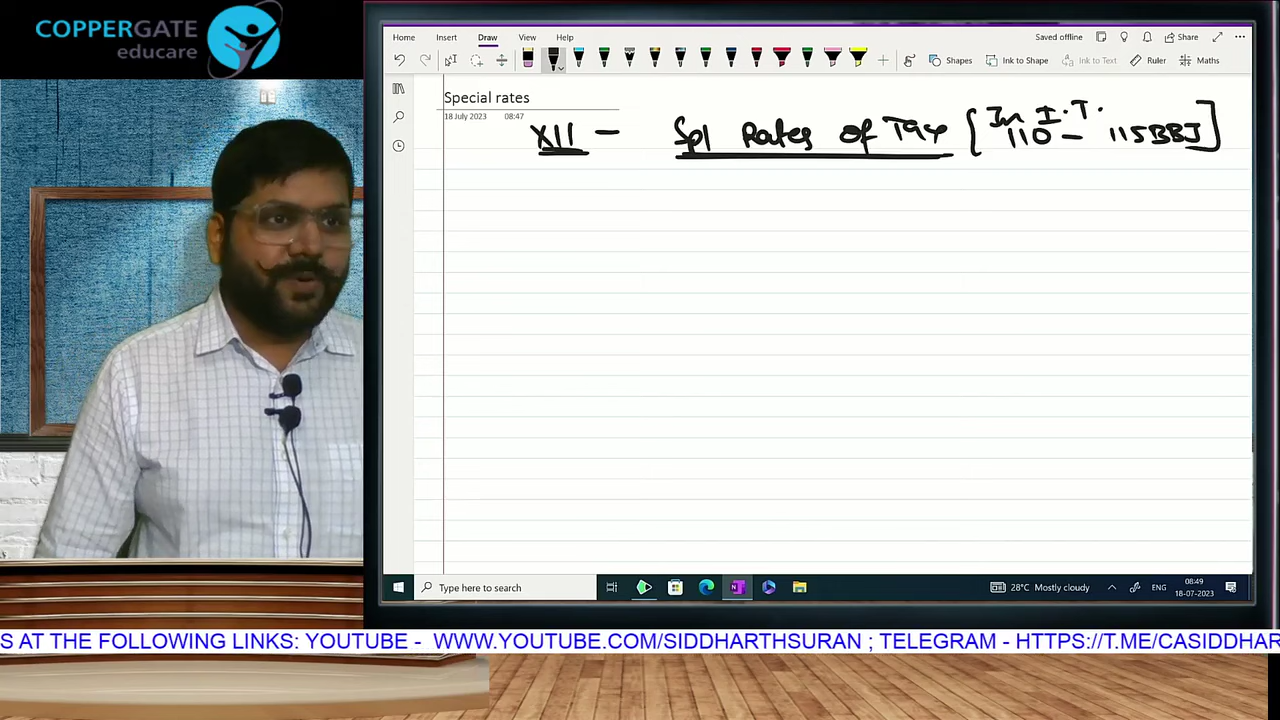 COPPERGATE
educare
Home Insert Draw View Help
Saved offline
Share
Shapes
Ink to Shape
Ink to Text
Ruler
Maths
Special rates
18 July 2023 08:47
XII - Spl Rates of Tax [In I.T. 110 - 115BBJ]
Type here to search
28°C Mostly cloudy
ENG
08:49
18-07-2023
S AT THE FOLLOWING LINKS: YOUTUBE - WWW.YOUTUBE.COM/SIDDHARTHSURAN ; TELEGRAM - HTTPS://T.ME/CASIDDHAR